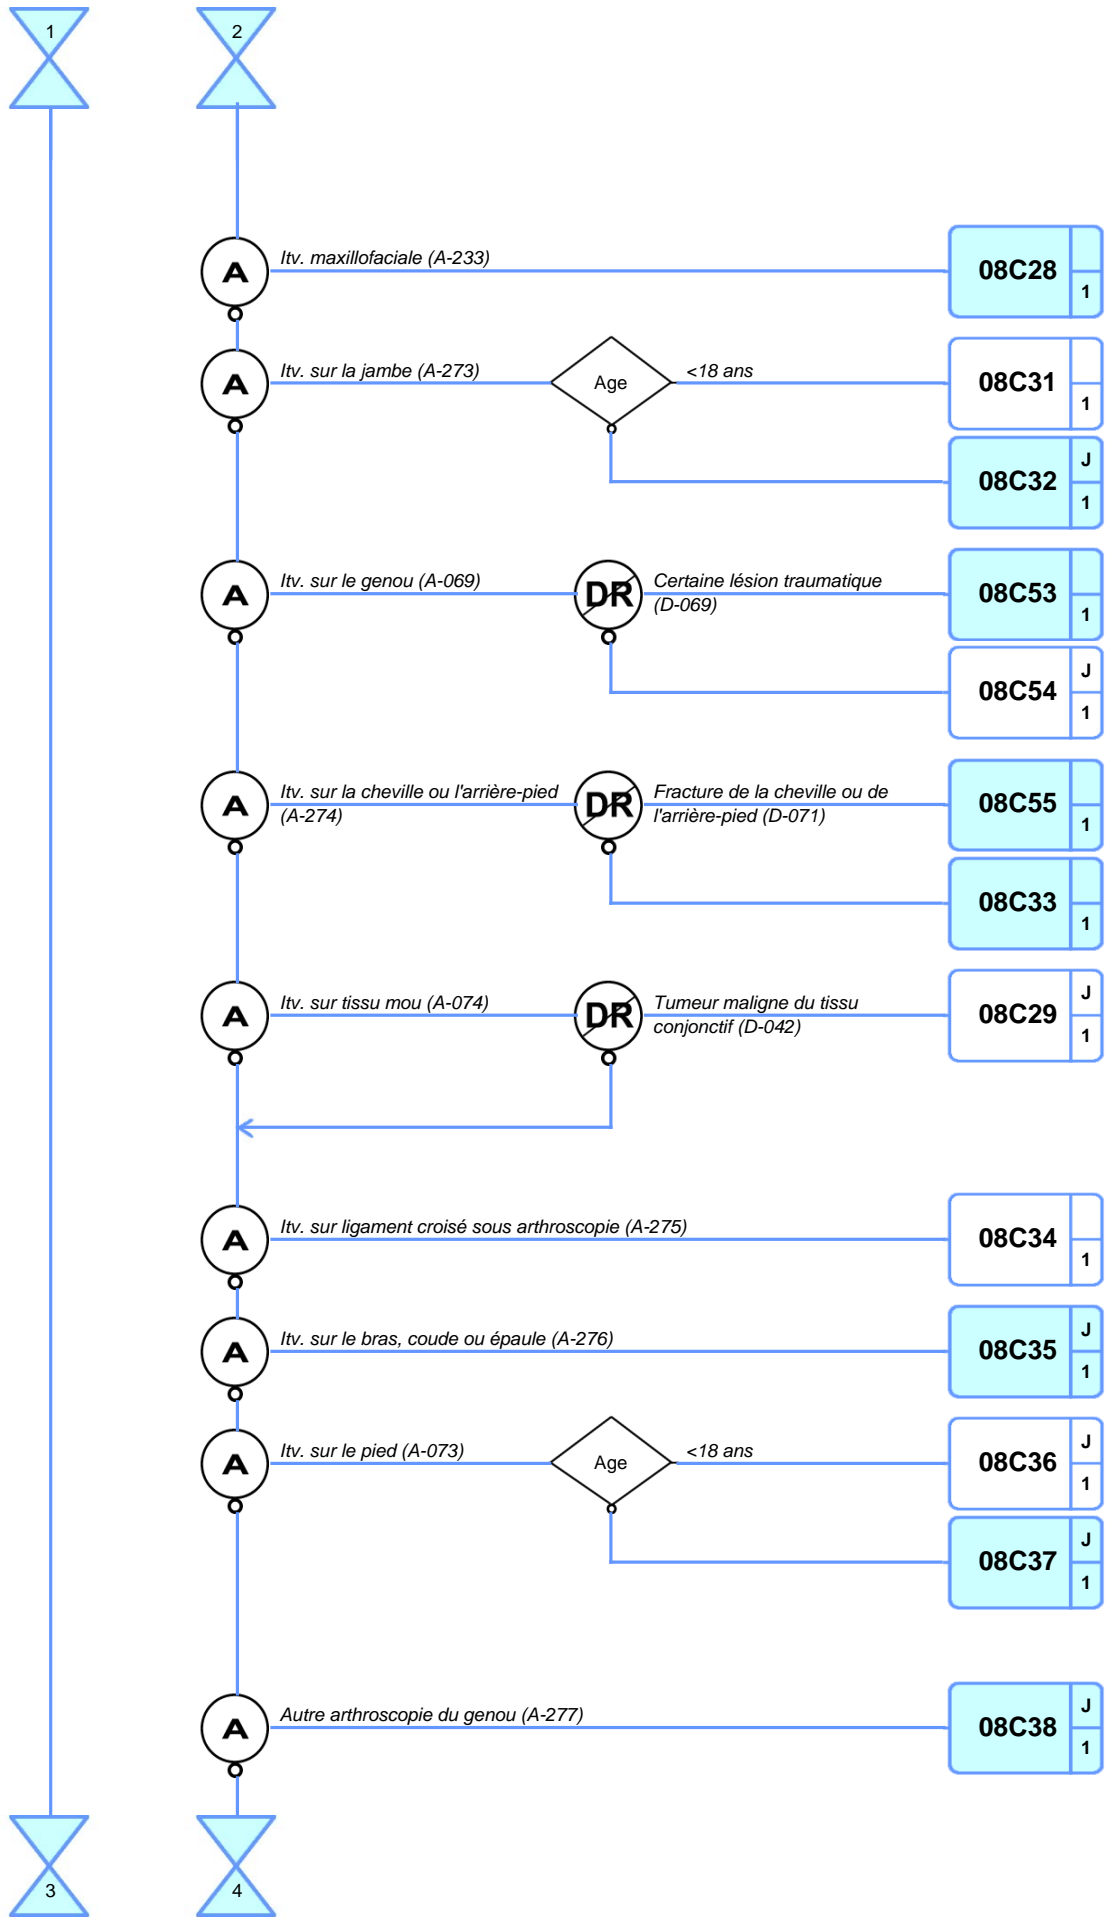 1
2
A
Itv. maxillofaciale (A-233)
08C28
1
A
Itv. sur la jambe (A-273)
Age
<18 ans
08C31
1
08C32
J
1
A
Itv. sur le genou (A-069)
DR
Certaine lésion traumatique
(D-069)
08C53
1
08C54
J
1
A
Itv. sur la cheville ou l'arrière-pied
(A-274)
DR
Fracture de la cheville ou de
l'arrière-pied (D-071)
08C55
1
08C33
1
A
Itv. sur tissu mou (A-074)
DR
Tumeur maligne du tissu
conjonctif (D-042)
08C29
J
1
A
Itv. sur ligament croisé sous arthroscopie (A-275)
08C34
1
A
Itv. sur le bras, coude ou épaule (A-276)
08C35
J
1
A
Itv. sur le pied (A-073)
Age
<18 ans
08C36
J
1
08C37
J
1
A
Autre arthroscopie du genou (A-277)
08C38
J
1
3
4